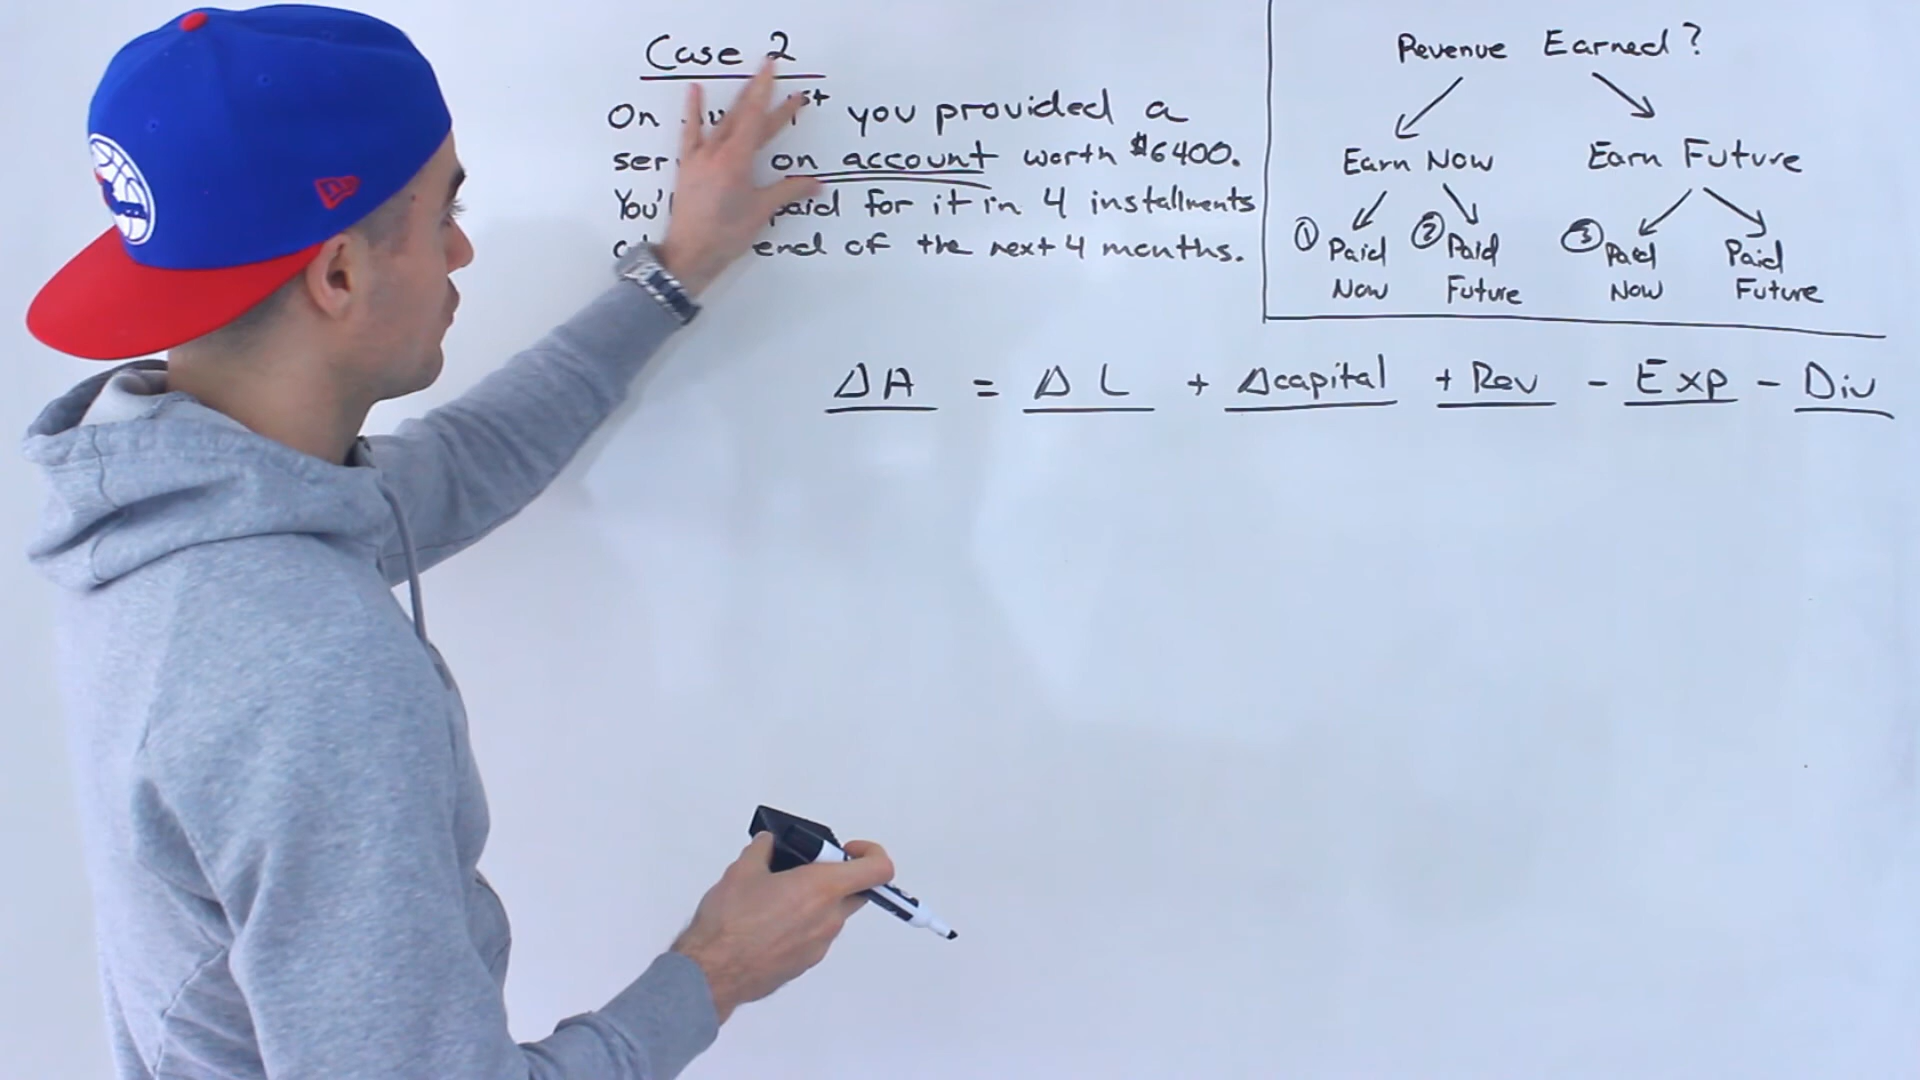 Case 2
On 1st you provided a
on account worth $6400.
paid for it in 4 installments
end of the next 4 months.
Revenue Earned?
Earn Now Earn Future
① Paid Now ② Paid Future ③ Paid Now Paid Future
ΔA = ΔL + Δcapital + Rev - Exp - Div